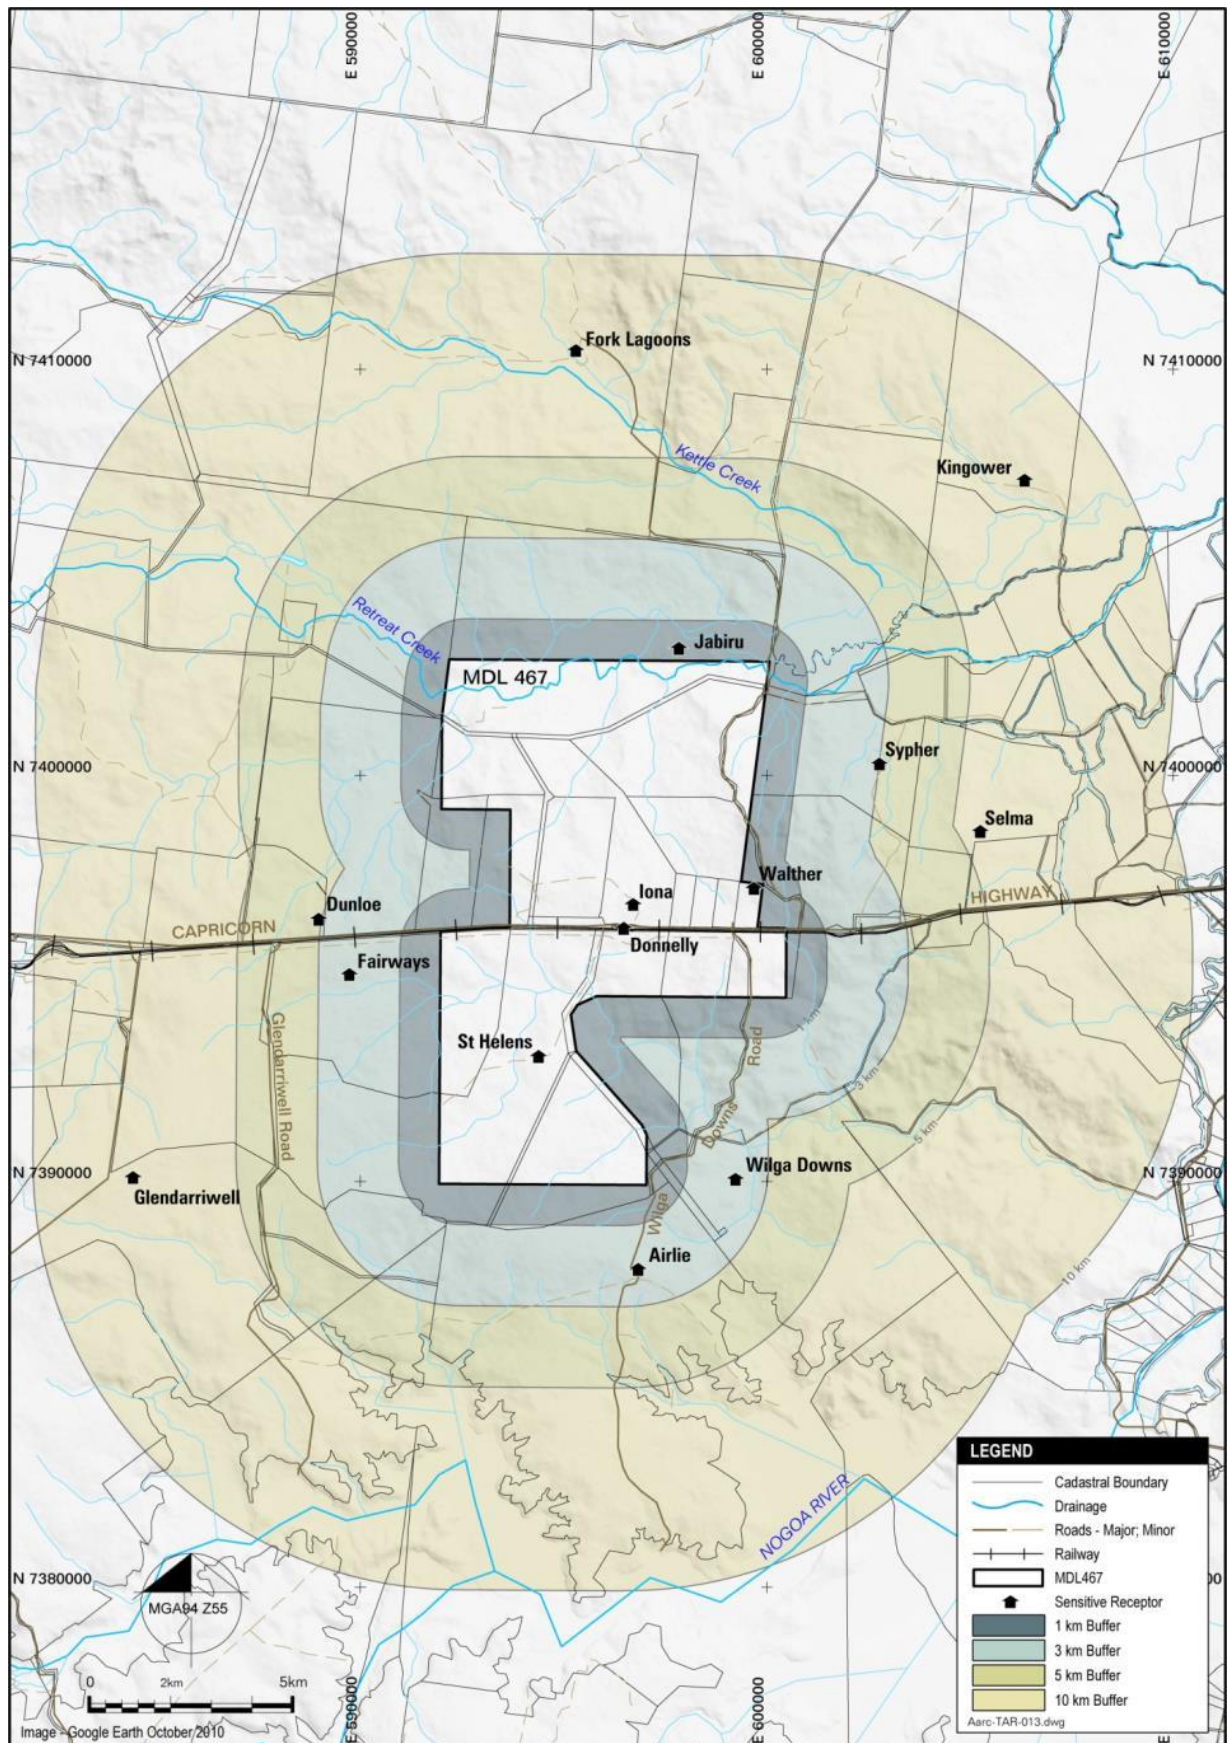 E 590000
E 600000
E 610000
Fork Lagoons
N 7410000
N 7410000
Kettle Creek
Kingower
Retreat Creek
Jabiru
MDL 467
Sypher
N 7400000
N 7400000
Selma
Walther
Iona
HIGHWAY
Dunloe
CAPRICORN
Donnelly
Fairways
Glendarriwell Road
1 km
Road
St Helens
3 km
Downs
5 km
Wilga Downs
N 7390000
N 7390000
Glendarriwell
Wilga
Airlie
10 km
LEGEND
Cadastral Boundary
Drainage
Roads - Major; Minor
Railway
MDL467
Sensitive Receptor
1 km Buffer
3 km Buffer
5 km Buffer
10 km Buffer
Aarc-TAR-013.dwg
NOGOA RIVER
N 7380000
00
MGA94 Z55
0 2km 5km
E 590000
E 600000
E
Image - Google Earth October 2010